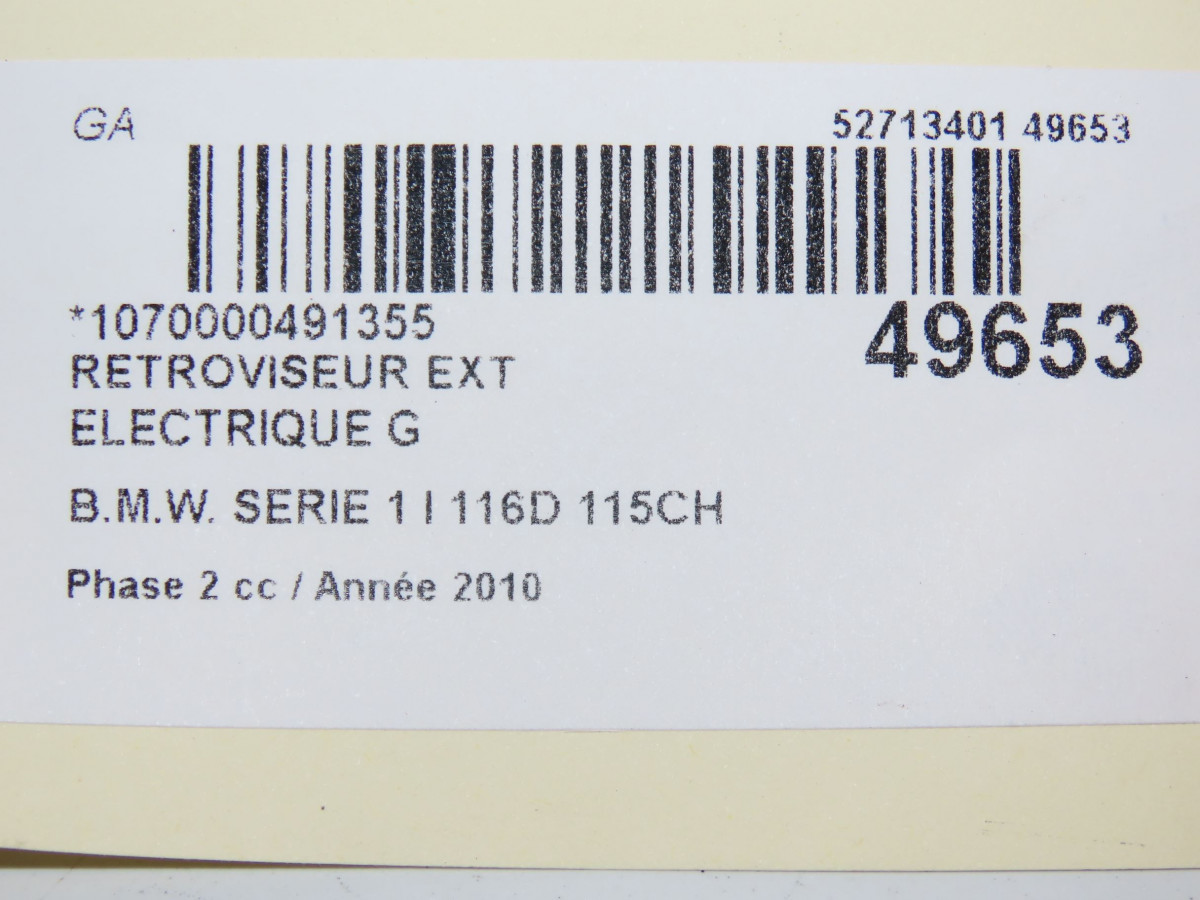 GA
52713401 49653
*1070000491355
49653
RETROVISEUR EXT
ELECTRIQUE G
B.M.W. SERIE 1 I 116D 115CH
Phase 2 cc / Année 2010